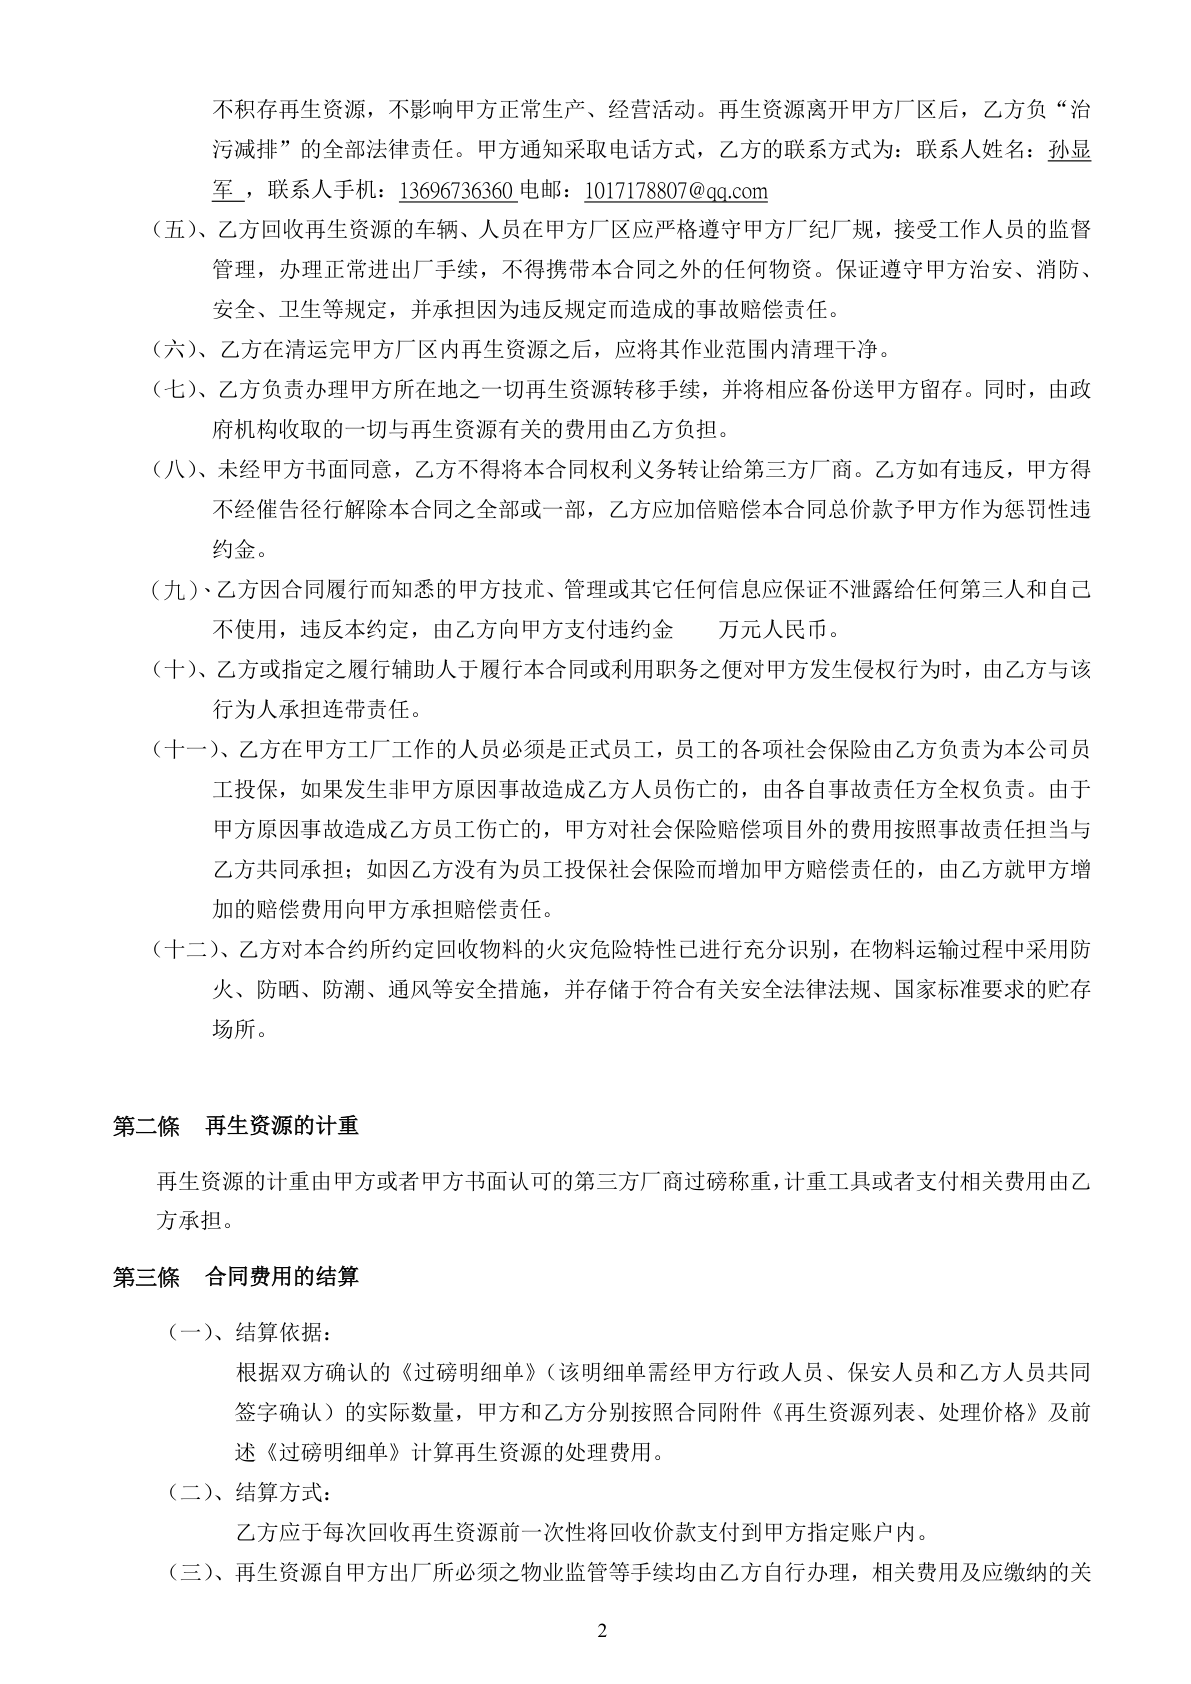 不积存再生资源，不影响甲方正常生产、经营活动。再生资源离开甲方厂区后，乙方负“治
污减排”的全部法律责任。甲方通知采取电话方式，乙方的联系方式为：联系人姓名：孙显
军 ，联系人手机：13696736360 电邮：1017178807@qq.com
（五）、乙方回收再生资源的车辆、人员在甲方厂区应严格遵守甲方厂纪厂规，接受工作人员的监督
管理，办理正常进出厂手续，不得携带本合同之外的任何物资。保证遵守甲方治安、消防、
安全、卫生等规定，并承担因为违反规定而造成的事故赔偿责任。
（六）、乙方在清运完甲方厂区内再生资源之后，应将其作业范围内清理干净。
（七）、乙方负责办理甲方所在地之一切再生资源转移手续，并将相应备份送甲方留存。同时，由政
府机构收取的一切与再生资源有关的费用由乙方负担。
（八）、未经甲方书面同意，乙方不得将本合同权利义务转让给第三方厂商。乙方如有违反，甲方得
不经催告径行解除本合同之全部或一部，乙方应加倍赔偿本合同总价款予甲方作为惩罚性违
约金。
（九）、乙方因合同履行而知悉的甲方技术、管理或其它任何信息应保证不泄露给任何第三人和自己
不使用，违反本约定，由乙方向甲方支付违约金　　万元人民币。
（十）、乙方或指定之履行辅助人于履行本合同或利用职务之便对甲方发生侵权行为时，由乙方与该
行为人承担连带责任。
（十一）、乙方在甲方工厂工作的人员必须是正式员工，员工的各项社会保险由乙方负责为本公司员
工投保，如果发生非甲方原因事故造成乙方人员伤亡的，由各自事故责任方全权负责。由于
甲方原因事故造成乙方员工伤亡的，甲方对社会保险赔偿项目外的费用按照事故责任担当与
乙方共同承担；如因乙方没有为员工投保社会保险而增加甲方赔偿责任的，由乙方就甲方增
加的赔偿费用向甲方承担赔偿责任。
（十二）、乙方对本合约所约定回收物料的火灾危险特性已进行充分识别，在物料运输过程中采用防
火、防晒、防潮、通风等安全措施，并存储于符合有关安全法律法规、国家标准要求的贮存
场所。
第二條　再生资源的计重
再生资源的计重由甲方或者甲方书面认可的第三方厂商过磅称重，计重工具或者支付相关费用由乙
方承担。
第三條　合同费用的结算
（一）、结算依据：
根据双方确认的《过磅明细单》（该明细单需经甲方行政人员、保安人员和乙方人员共同
签字确认）的实际数量，甲方和乙方分别按照合同附件《再生资源列表、处理价格》及前
述《过磅明细单》计算再生资源的处理费用。
（二）、结算方式：
乙方应于每次回收再生资源前一次性将回收价款支付到甲方指定账户内。
（三）、再生资源自甲方出厂所必须之物业监管等手续均由乙方自行办理，相关费用及应缴纳的关
2